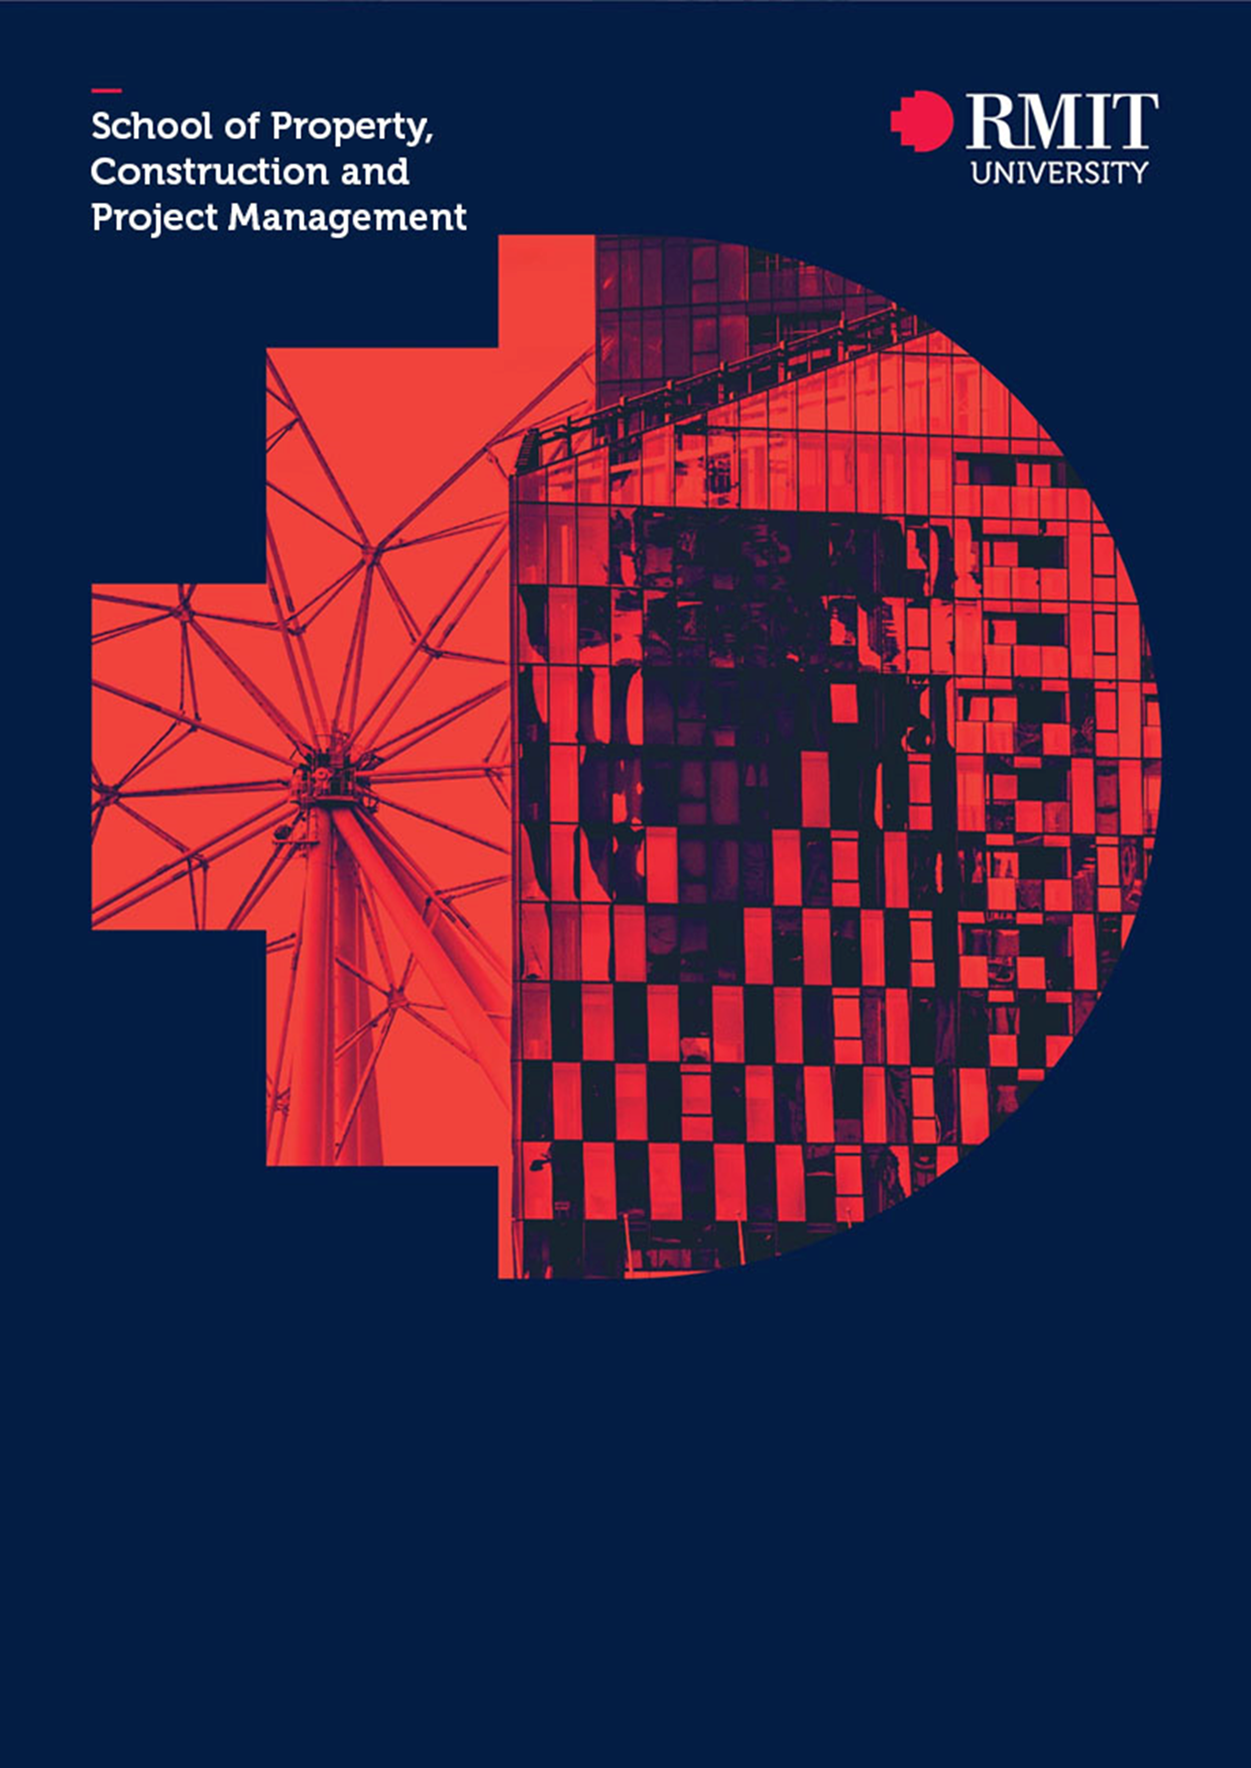 School of Property,
Construction and
Project Management
RMIT
UNIVERSITY